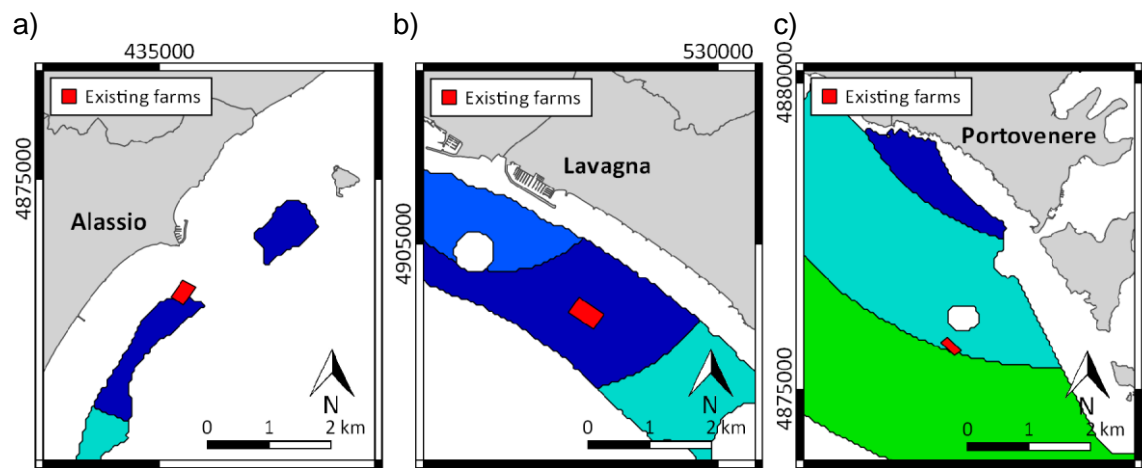 a)
435000
Existing farms
4875000
Alassio
N
0 1 2 km
b)
530000
Existing farms
Lavagna
4905000
N
0 1 2 km
c)
Existing farms
4880000
Portovenere
4875000
N
0 1 2 km